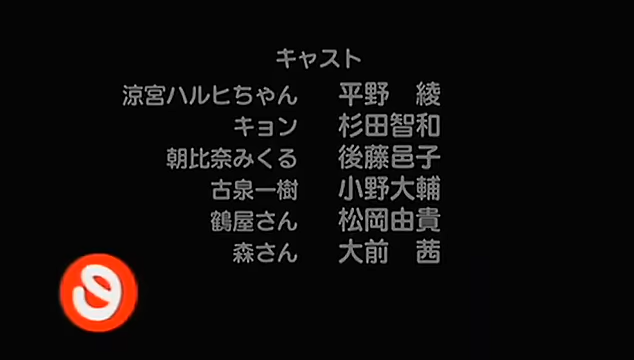 キャスト
涼宮ハルヒちゃん 平野 綾
キョン 杉田智和
朝比奈みくる 後藤邑子
古泉一樹 小野大輔
鶴屋さん 松岡由貴
森さん 大前 茜